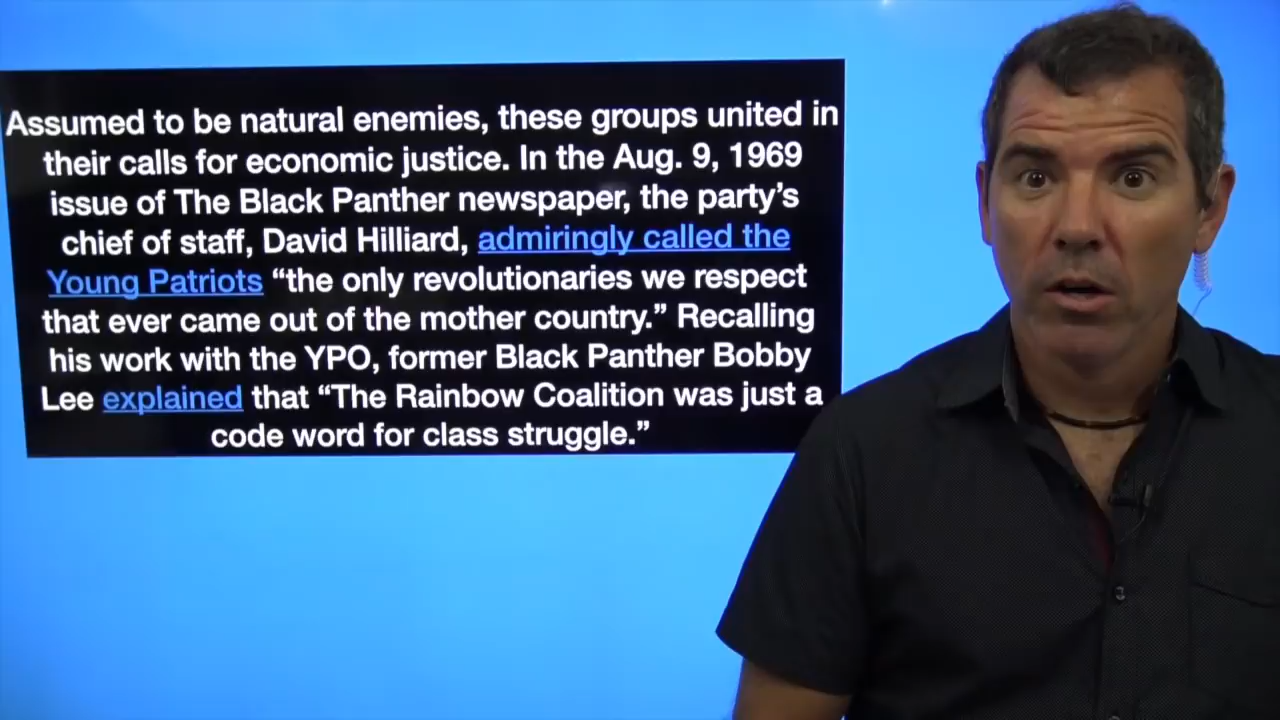 Assumed to be natural enemies, these groups united in
their calls for economic justice. In the Aug. 9, 1969
issue of The Black Panther newspaper, the party’s
chief of staff, David Hilliard, admiringly called the
Young Patriots “the only revolutionaries we respect
that ever came out of the mother country.” Recalling
his work with the YPO, former Black Panther Bobby
Lee explained that “The Rainbow Coalition was just a
code word for class struggle.”